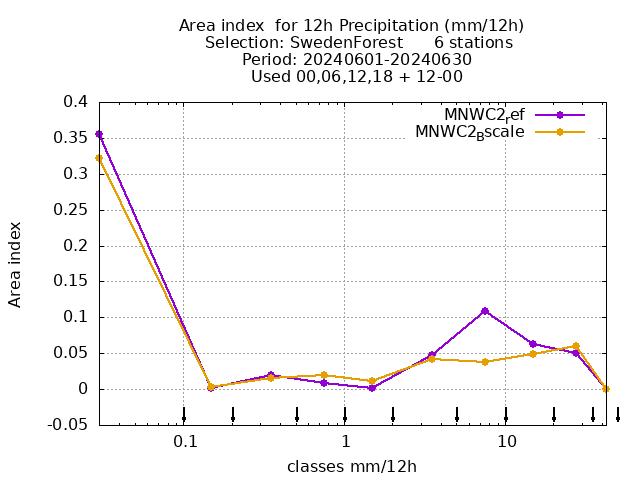 Area index  for 12h Precipitation (mm/12h)
Selection: SwedenForest      6 stations
Period: 20240601-20240630
Used 00,06,12,18 + 12-00
MNWC2ref
MNWC2Bscale
0.4
0.35
0.3
0.25
0.2
0.15
0.1
0.05
0
-0.05
Area index
0.1
1
10
classes mm/12h